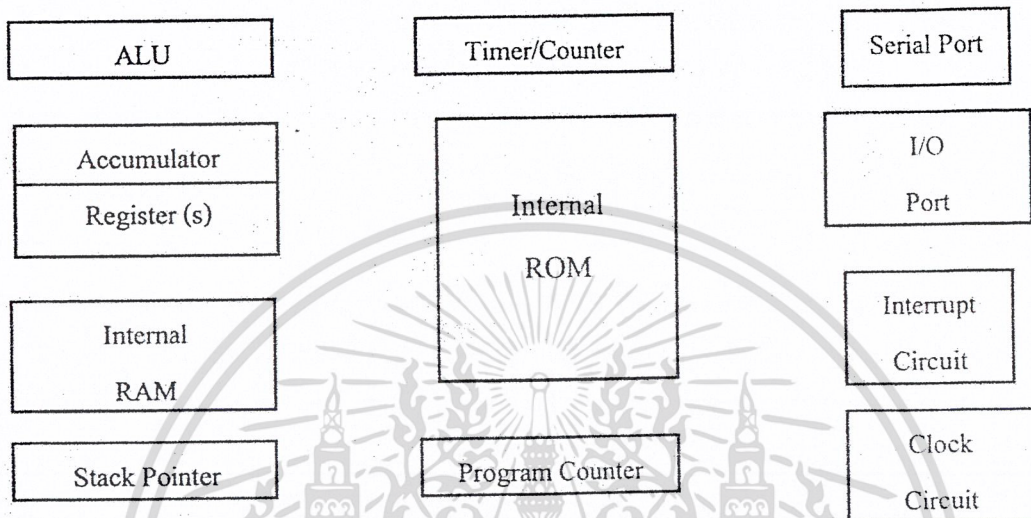 ALU
Timer/Counter
Serial Port
Accumulator
Register (s)
Internal
ROM
I/O
Port
Internal
RAM
Interrupt
Circuit
Stack Pointer
Program Counter
Clock
Circuit